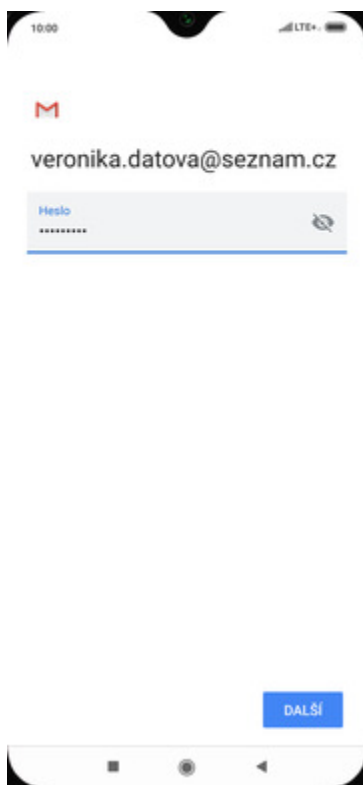 10:00 LTE+
veronika.datova@seznam.cz
Heslo
•••••••••
DALŠÍ